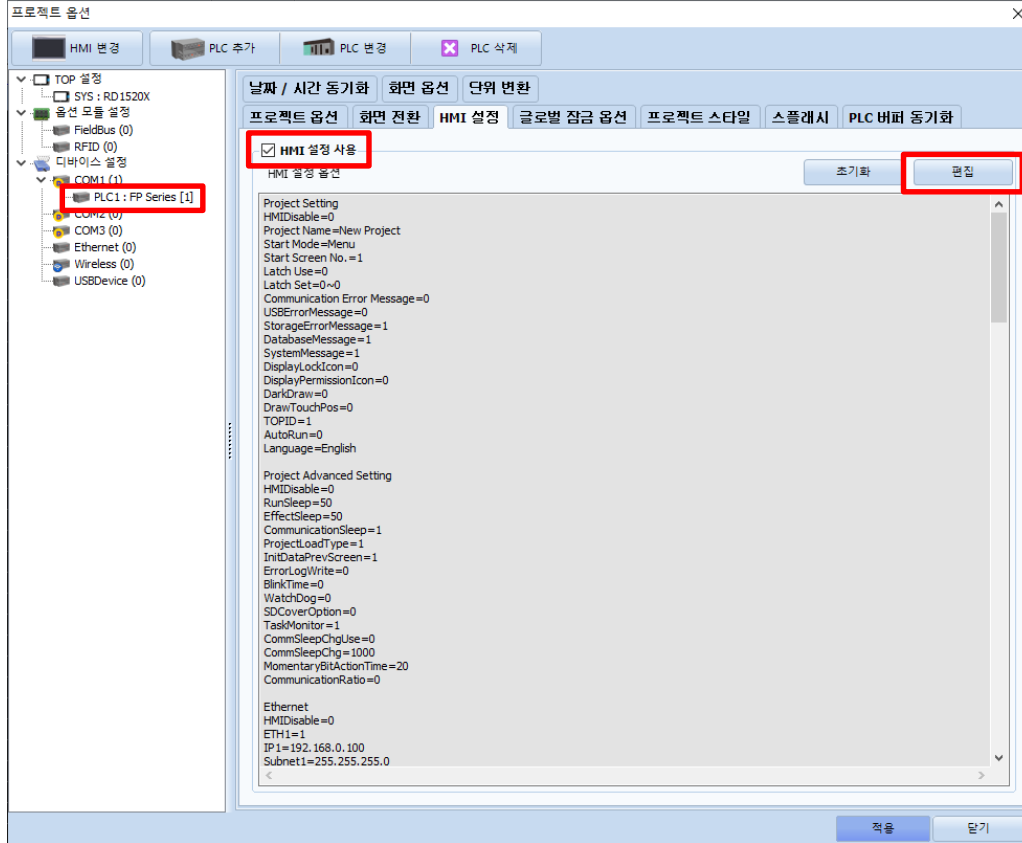 프로젝트 옵션
HMI 변경
PLC 추가
PLC 변경
PLC 삭제
TOP 설정
SYS : RD1520X
옵션 모듈 설정
FieldBus (0)
RFID (0)
디바이스 설정
COM1 (1)
PLC1 : FP Series [1]
COM2 (0)
COM3 (0)
Ethernet (0)
Wireless (0)
USBDevice (0)
날짜 / 시간 동기화 화면 옵션 단위 변환
프로젝트 옵션 화면 전환 HMI 설정 글로벌 잠금 옵션 프로젝트 스타일 스플래시 PLC 버퍼 동기화
HMI 설정 사용
HMI 설정 옵션
초기화
편집
Project Setting
HMIDisable=0
Project Name=New Project
Start Mode=Menu
Start Screen No.=1
Latch Use=0
Latch Set=0~0
Communication Error Message=0
USBErrorMessage=0
StorageErrorMessage=1
DatabaseMessage=1
SystemMessage=1
DisplayLockIcon=0
DisplayPermissionIcon=0
DarkDraw=0
DrawTouchPos=0
TOPID=1
AutoRun=0
Language=English
Project Advanced Setting
HMIDisable=0
RunSleep=50
EffectSleep=50
CommunicationSleep=1
ProjectLoadType=1
InitDataPrevScreen=1
ErrorLogWrite=0
BlinkTime=0
WatchDog=0
SDCoverOption=0
TaskMonitor=1
CommSleepChgUse=0
CommSleepChg=1000
MomentaryBitActionTime=20
CommunicationRatio=0
Ethernet
HMIDisable=0
ETH1=1
IP1=192.168.0.100
Subnet1=255.255.255.0
적용
닫기